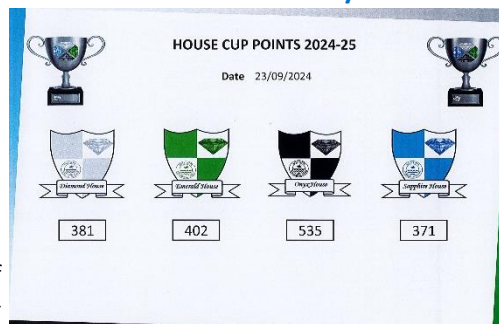 HOUSE CUP POINTS 2024-25
Date 23/09/2024
Diamond House
Emerald House
Onyx House
Sapphire House
381
402
535
371